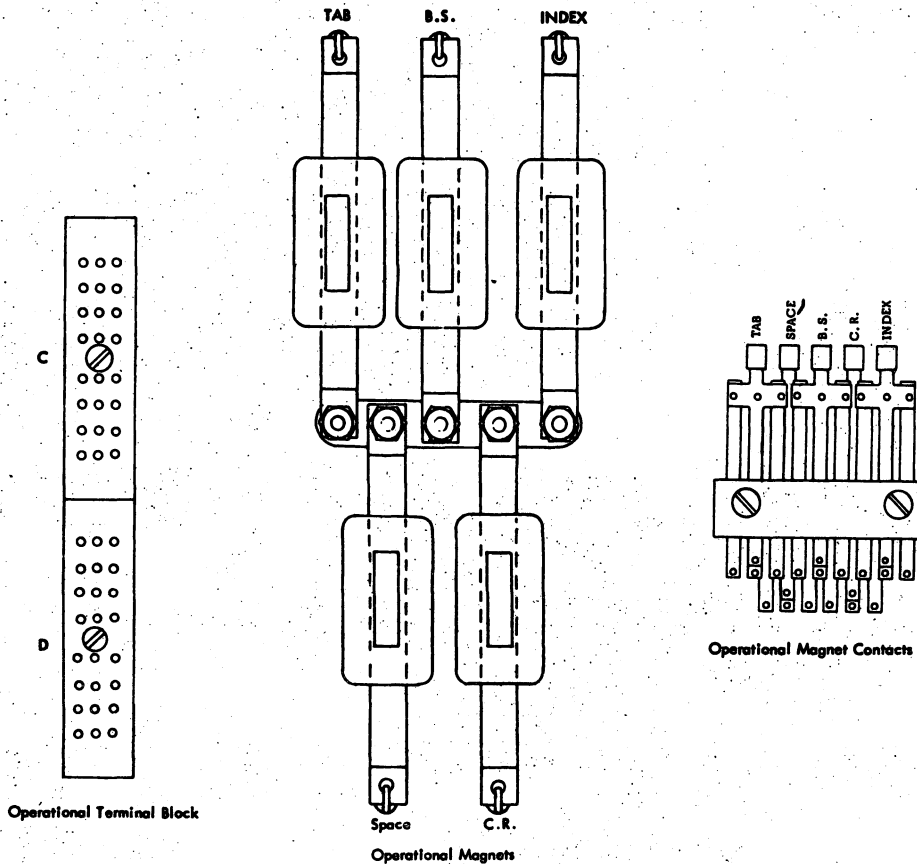 TAB B.S. INDEX
C
D
Operational Terminal Block
Space C.R.
Operational Magnets
TAB
SPACE
B.S.
C.R.
INDEX
Operational Magnet Contacts